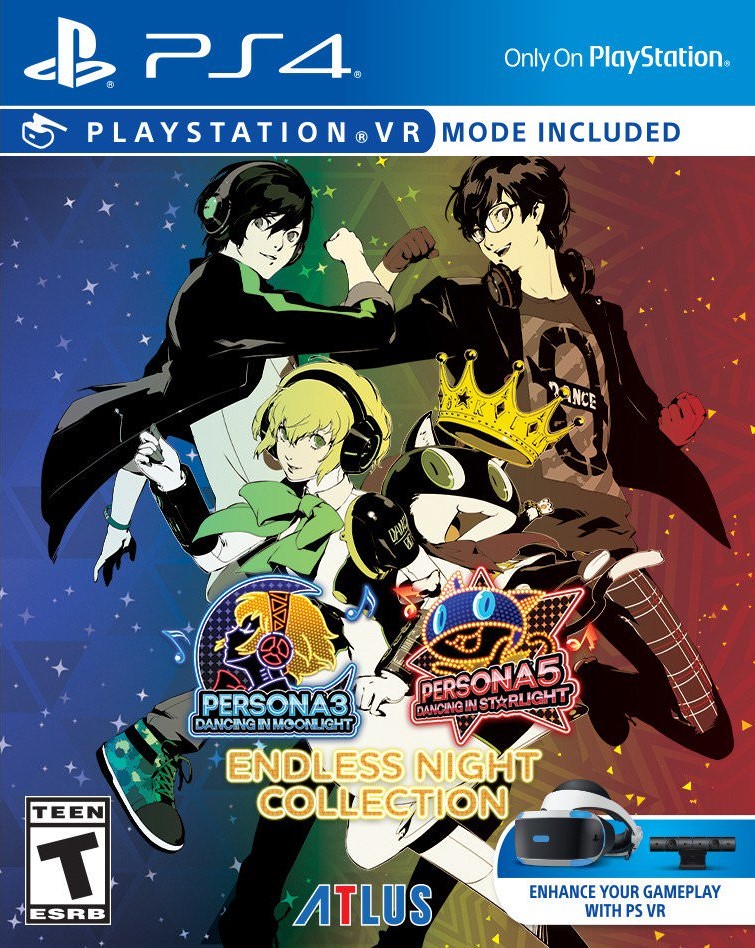 PS4®
Only On PlayStation®
PLAYSTATION®VR MODE INCLUDED
DANCE
PERSONA3
DANCING IN MOONLIGHT
PERSONA5
DANCING IN STARLIGHT
ENDLESS NIGHT
COLLECTION
TEEN
T
ESRB
ATLUS
ENHANCE YOUR GAMEPLAY
WITH PS VR